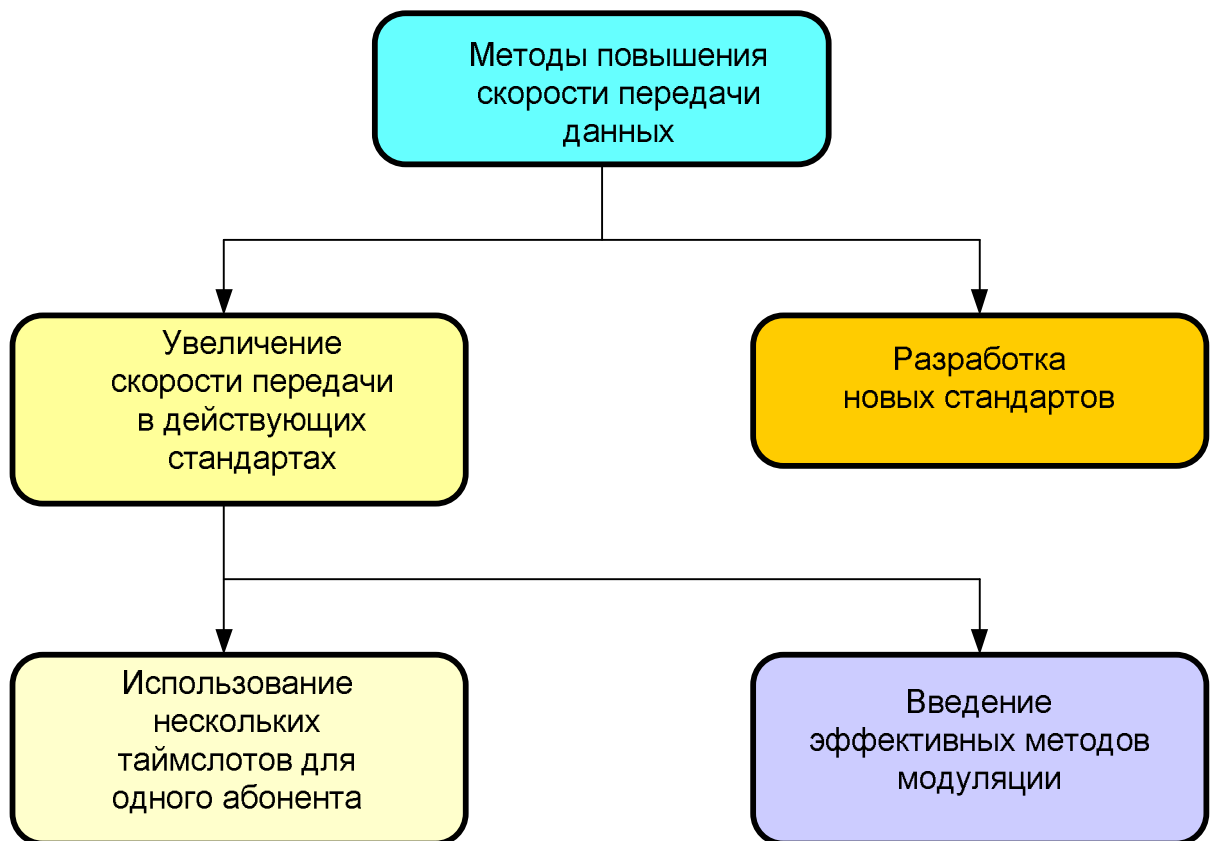 Методы повышения
скорости передачи
данных
Увеличение
скорости передачи
в действующих
стандартах
Разработка
новых стандартов
Использование
нескольких
таймслотов для
одного абонента
Введение
эффективных методов
модуляции